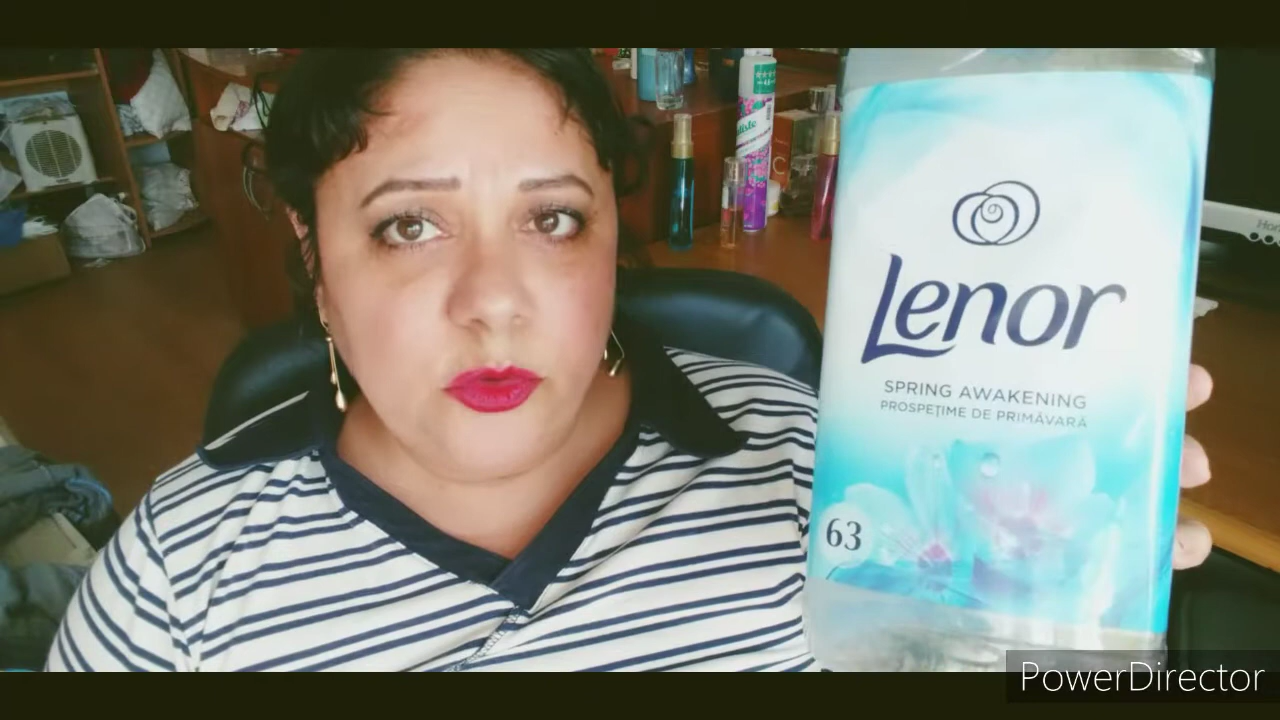 Lenor
SPRING AWAKENING
PROSPEȚIME DE PRIMĂVARĂ
63
PowerDirector